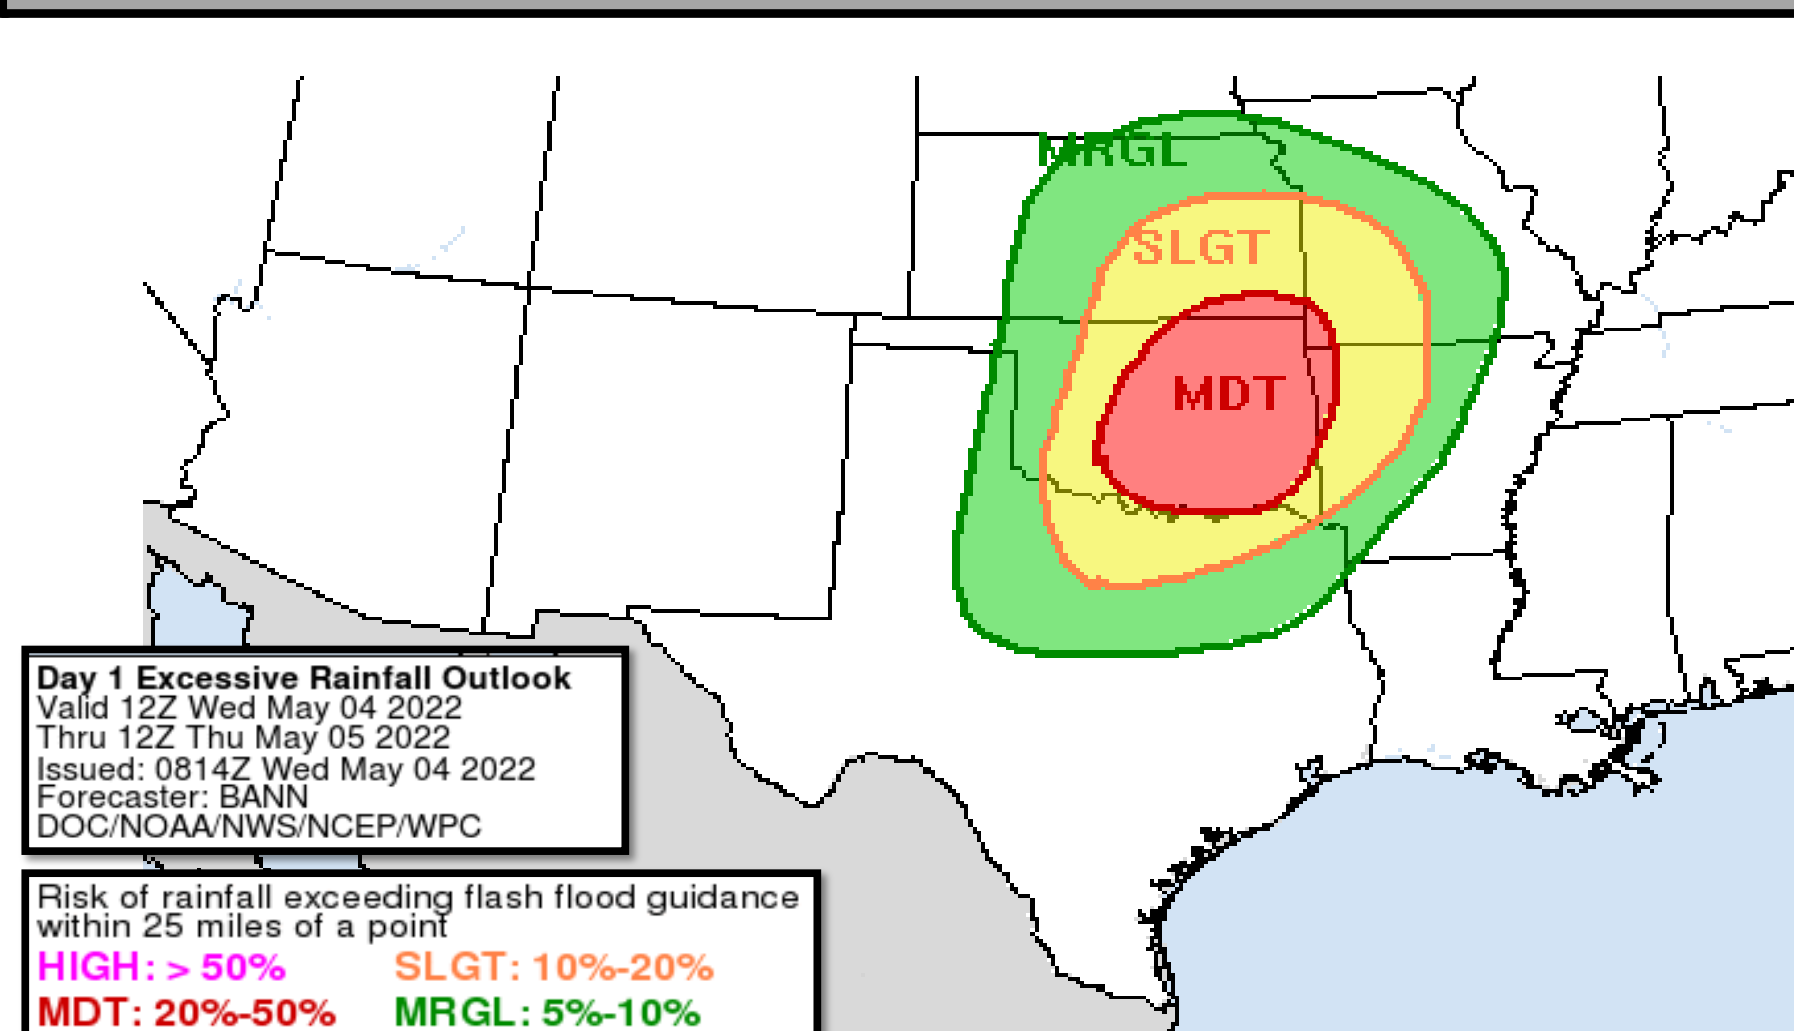 MRGL
SLGT
MDT
Day 1 Excessive Rainfall Outlook
Valid 12Z Wed May 04 2022
Thru 12Z Thu May 05 2022
Issued: 0814Z Wed May 04 2022
Forecaster: BANN
DOC/NOAA/NWS/NCEP/WPC
Risk of rainfall exceeding flash flood guidance
within 25 miles of a point
HIGH: > 50% SLGT: 10%-20%
MDT: 20%-50% MRGL: 5%-10%